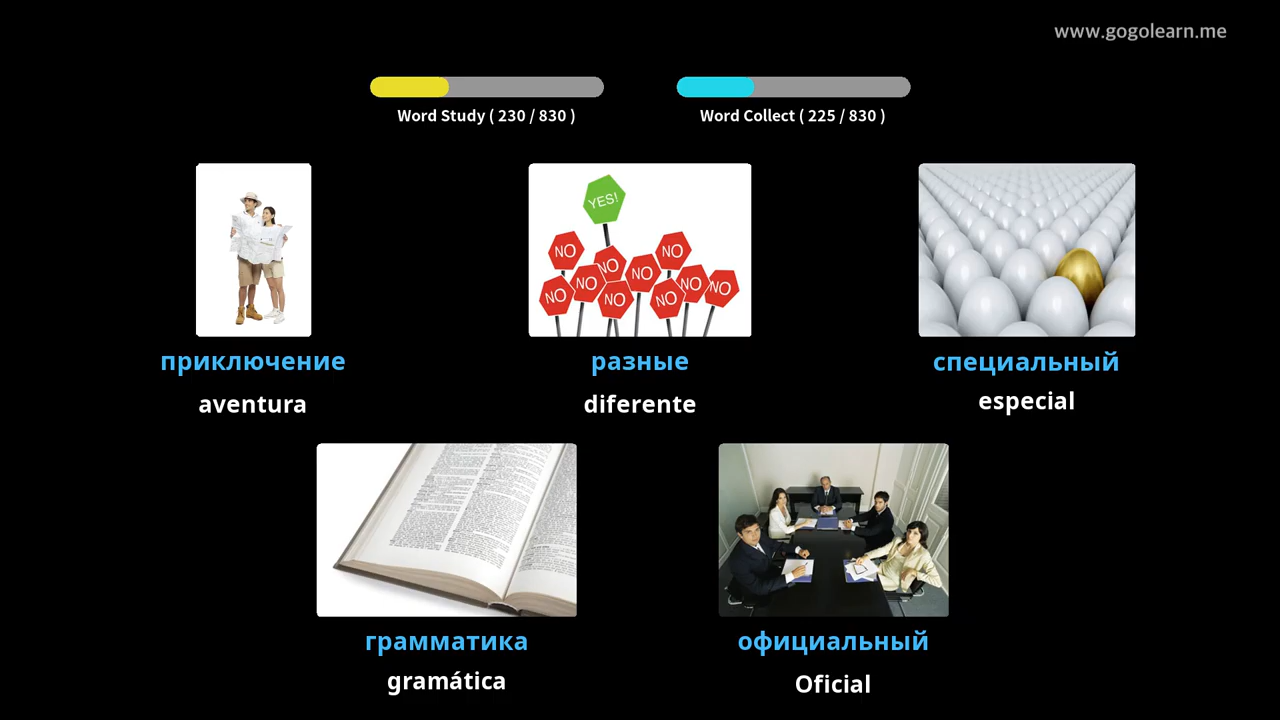 www.gogolearn.me
Word Study ( 230 / 830 )
Word Collect ( 225 / 830 )
YES!
NO
NO
NO
NO
NO
NO
NO
NO
NO
NO
приключение
aventura
разные
diferente
специальный
especial
грамматика
gramática
официальный
Oficial